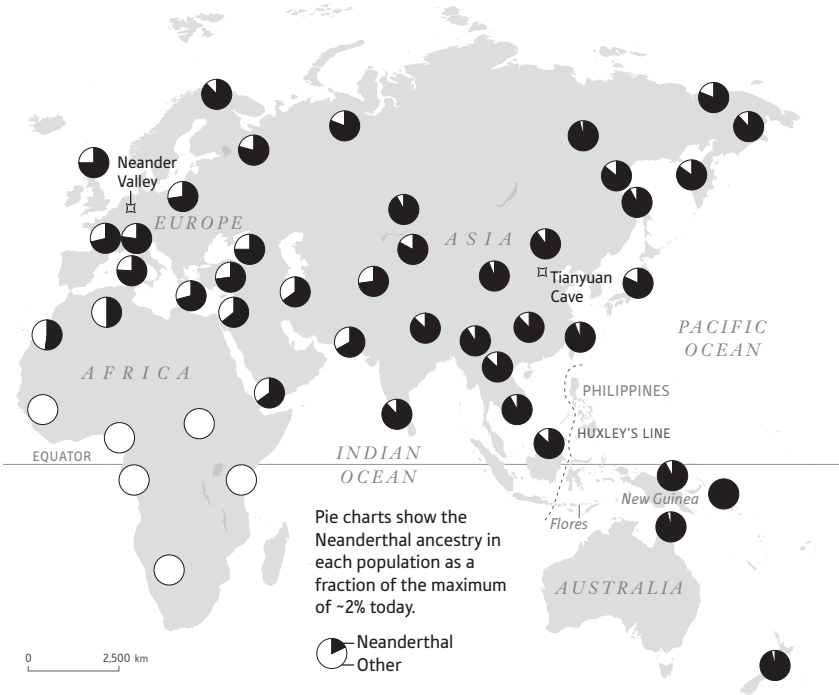 Neander
Valley
EUROPE
ASIA
Tianyuan
Cave
PACIFIC
OCEAN
AFRICA
PHILIPPINES
HUXLEY'S LINE
INDIAN
OCEAN
EQUATOR
New Guinea
Flores
Pie charts show the
Neanderthal ancestry in
each population as a
fraction of the maximum
of ~2% today.
AUSTRALIA
Neanderthal
Other
0 2,500 km